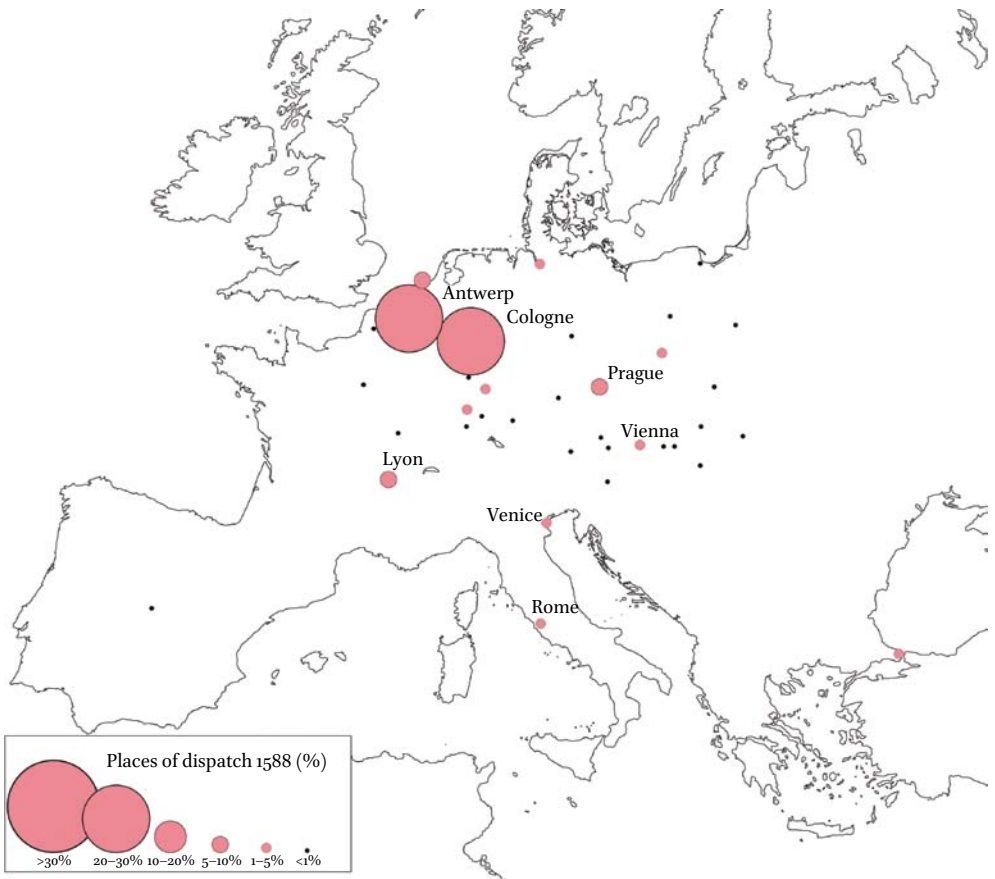 Antwerp
Cologne
Prague
Vienna
Lyon
Venice
Rome
Places of dispatch 1588 (%)
>30% 20–30% 10–20% 5–10% 1–5% <1%